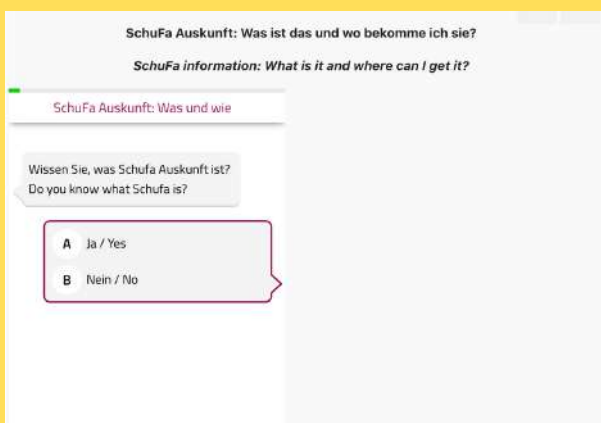 SchuFa Auskunft: Was ist das und wo bekomme ich sie?
SchuFa information: What is it and where can I get it?
SchuFa Auskunft: Was und wie
Wissen Sie, was Schufa Auskunft ist?
Do you know what Schufa is?
A Ja / Yes
B Nein / No